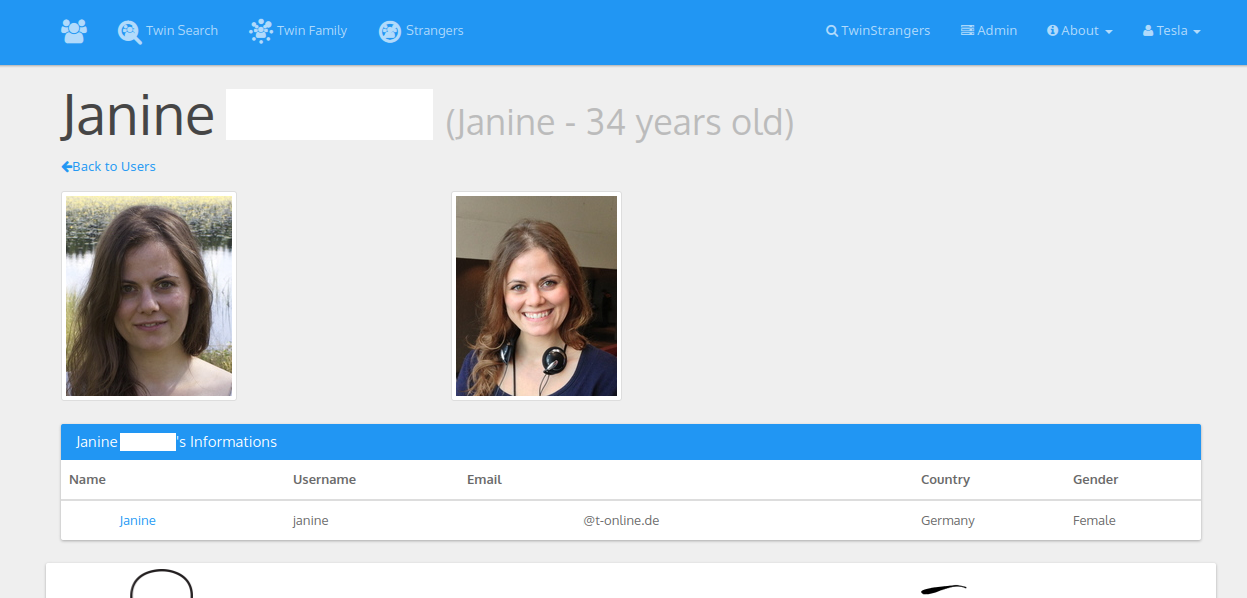 Twin Search Twin Family Strangers TwinStrangers Admin About Tesla
Janine (Janine - 34 years old)
Back to Users
Janine 's Informations
Name Username Email Country Gender
Janine janine @t-online.de Germany Female